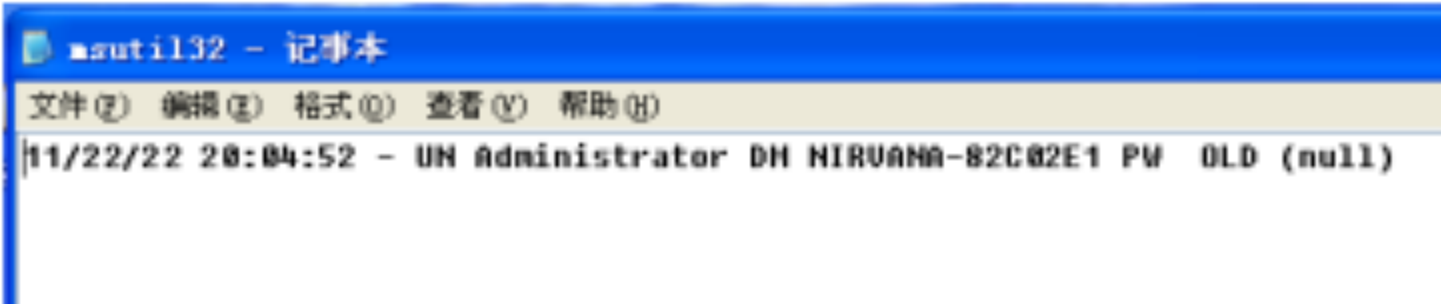 msutil32 - 记事本
文件(F) 编辑(E) 格式(O) 查看(V) 帮助(H)
11/22/22 20:04:52 - UN Administrator DM NIRVANA-82C02E1 PW  OLD (null)